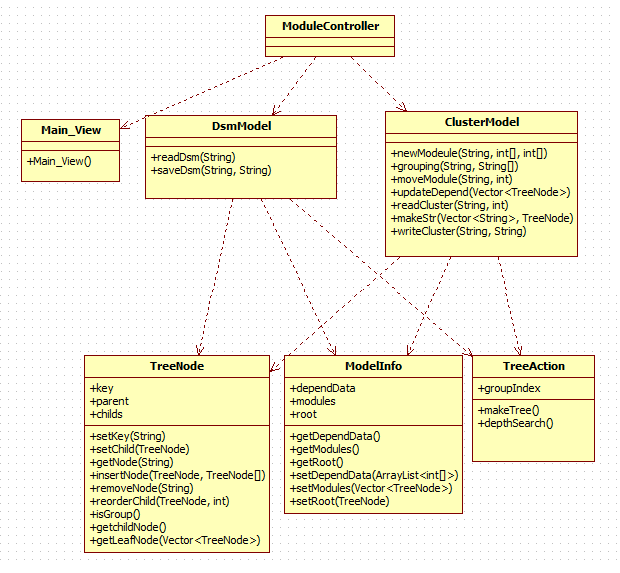 ModuleController
Main_View
+Main_View()
DsmModel
+readDsm(String)
+saveDsm(String, String)
ClusterModel
+newModeule(String, int[], int[])
+grouping(String, String[])
+moveModule(String, int)
+updateDepend(Vector<TreeNode>)
+readCluster(String, int)
+makeStr(Vector<String>, TreeNode)
+writeCluster(String, String)
TreeNode
+key
+parent
+childs
+setKey(String)
+setChild(TreeNode)
+getNode(String)
+insertNode(TreeNode, TreeNode[])
+removeNode(String)
+reorderChild(TreeNode, int)
+isGroup()
+getchildNode()
+getLeafNode(Vector<TreeNode>)
ModelInfo
+dependData
+modules
+root
+getDependData()
+getModules()
+getRoot()
+setDependData(ArrayList<int[]>)
+setModules(Vector<TreeNode>)
+setRoot(TreeNode)
TreeAction
+groupIndex
+makeTree()
+depthSearch()